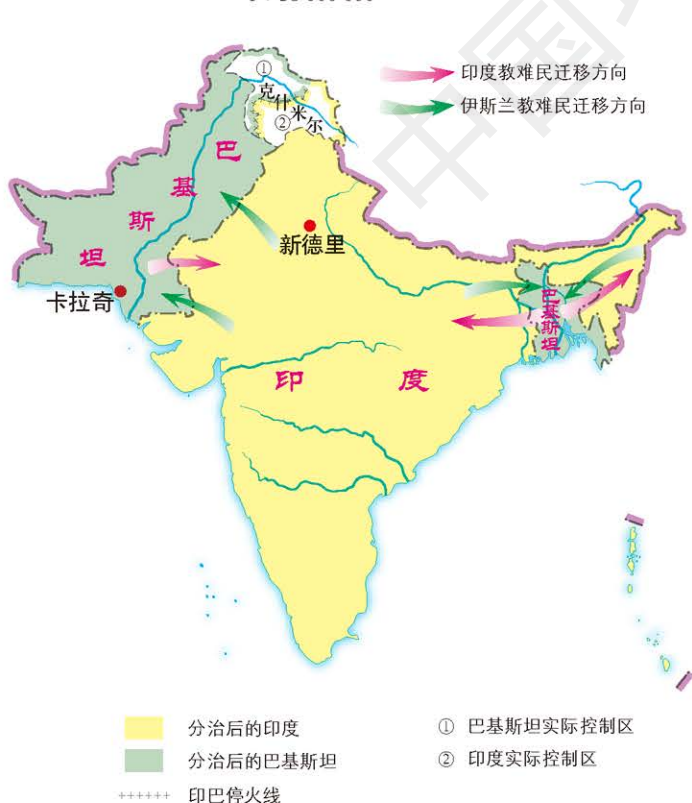 印度教难民迁移方向
伊斯兰教难民迁移方向
①
克什米尔
②
巴基斯坦
新德里
卡拉奇
巴基斯坦
印度
分治后的印度
分治后的巴基斯坦
印巴停火线
① 巴基斯坦实际控制区
② 印度实际控制区
中国